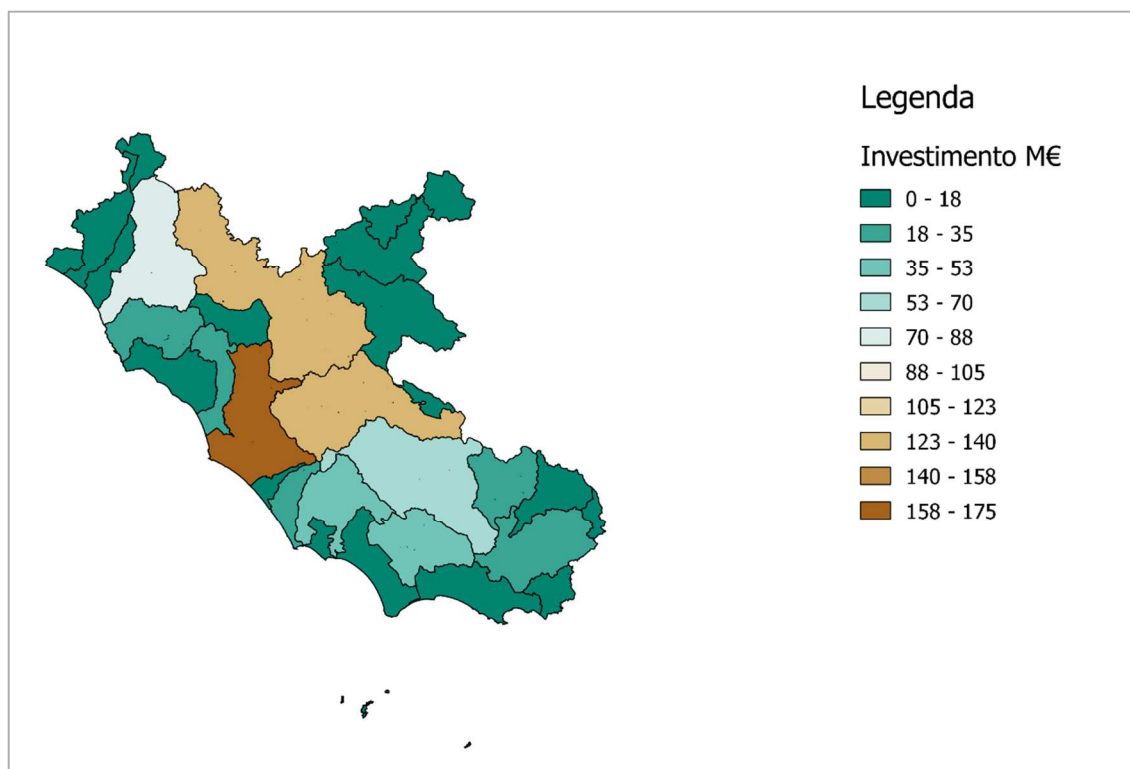 Legenda
Investimento M€
0 - 18
18 - 35
35 - 53
53 - 70
70 - 88
88 - 105
105 - 123
123 - 140
140 - 158
158 - 175